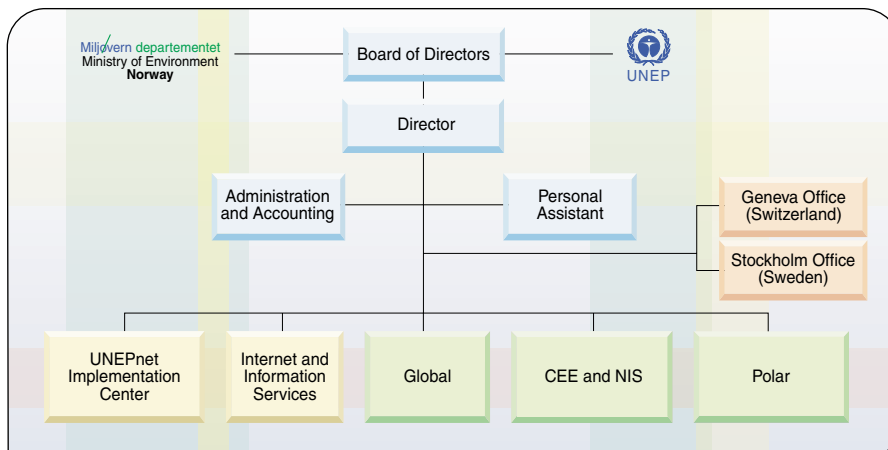 Miljøvern departementet
Ministry of Environment
Norway
Board of Directors
UNEP
Director
Administration
and Accounting
Personal
Assistant
Geneva Office
(Switzerland)
Stockholm Office
(Sweden)
UNEPnet
Implementation
Center
Internet and
Information
Services
Global
CEE and NIS
Polar